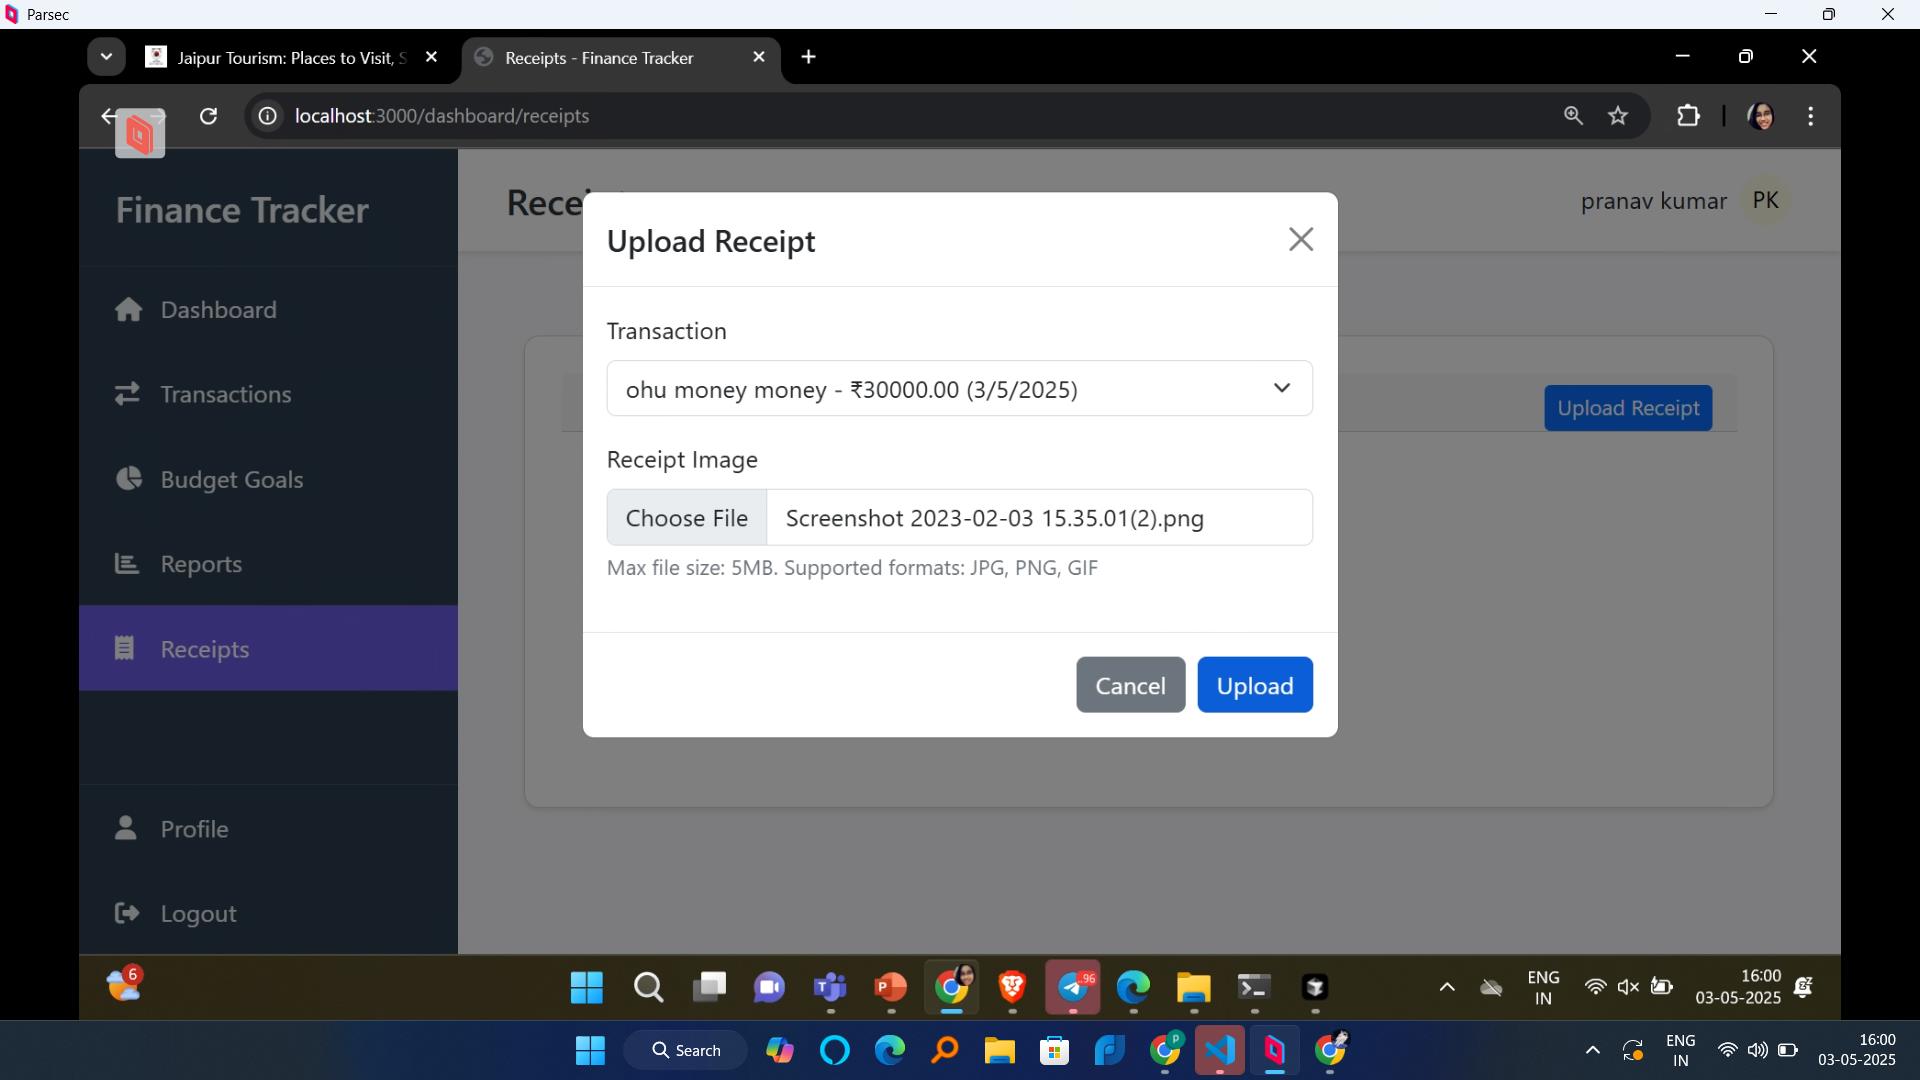 Parsec
Jaipur Tourism: Places to Visit, S
Receipts - Finance Tracker
localhost:3000/dashboard/receipts
Finance Tracker
Dashboard
Transactions
Budget Goals
Reports
Receipts
Profile
Logout
pranav kumar PK
Upload Receipt
Upload Receipt
Transaction
ohu money money - ₹30000.00 (3/5/2025)
Receipt Image
Choose File Screenshot 2023-02-03 15.35.01(2).png
Max file size: 5MB. Supported formats: JPG, PNG, GIF
Cancel Upload
6
96
ENG
IN
16:00
03-05-2025
Search
P
ENG
IN
16:00
03-05-2025